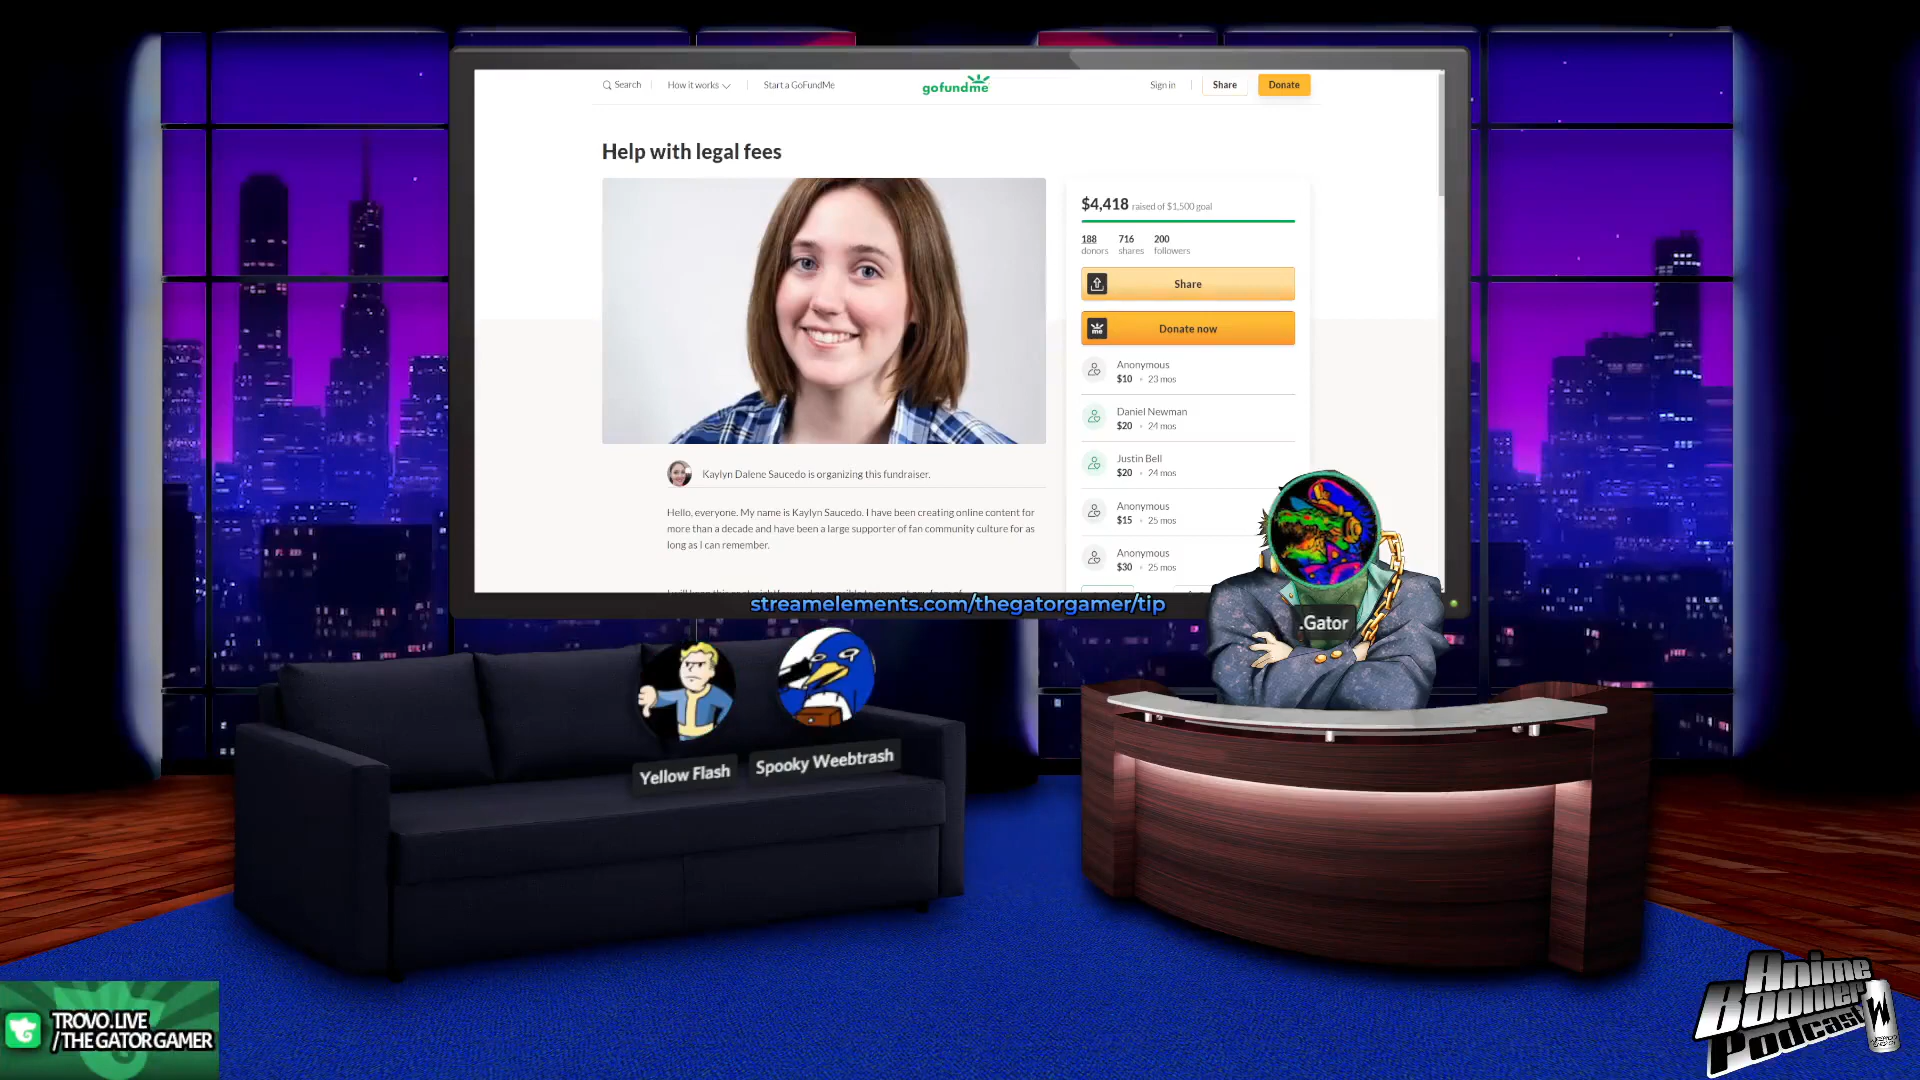 Search
How it works
Start a GoFundMe
gofundme
Sign in
Share
Donate
Help with legal fees
$4,418 raised of $1,500 goal
188 donors
716 shares
200 followers
Share
me
Donate now
Anonymous
$10 • 23 mos
Daniel Newman
$20 • 24 mos
Justin Bell
$20 • 24 mos
Anonymous
$15 • 25 mos
Anonymous
$30 • 25 mos
Kaylyn Dalene Saucedo is organizing this fundraiser.
Hello, everyone. My name is Kaylyn Saucedo. I have been creating online content for
more than a decade and have been a large supporter of fan community culture for as
long as I can remember.
streamelements.com/thegatorgamer/tip
.Gator
Yellow Flash
Spooky Weebtrash
TROVO.LIVE
/THEGATORGAMER
Anime
Boomer
Podcast